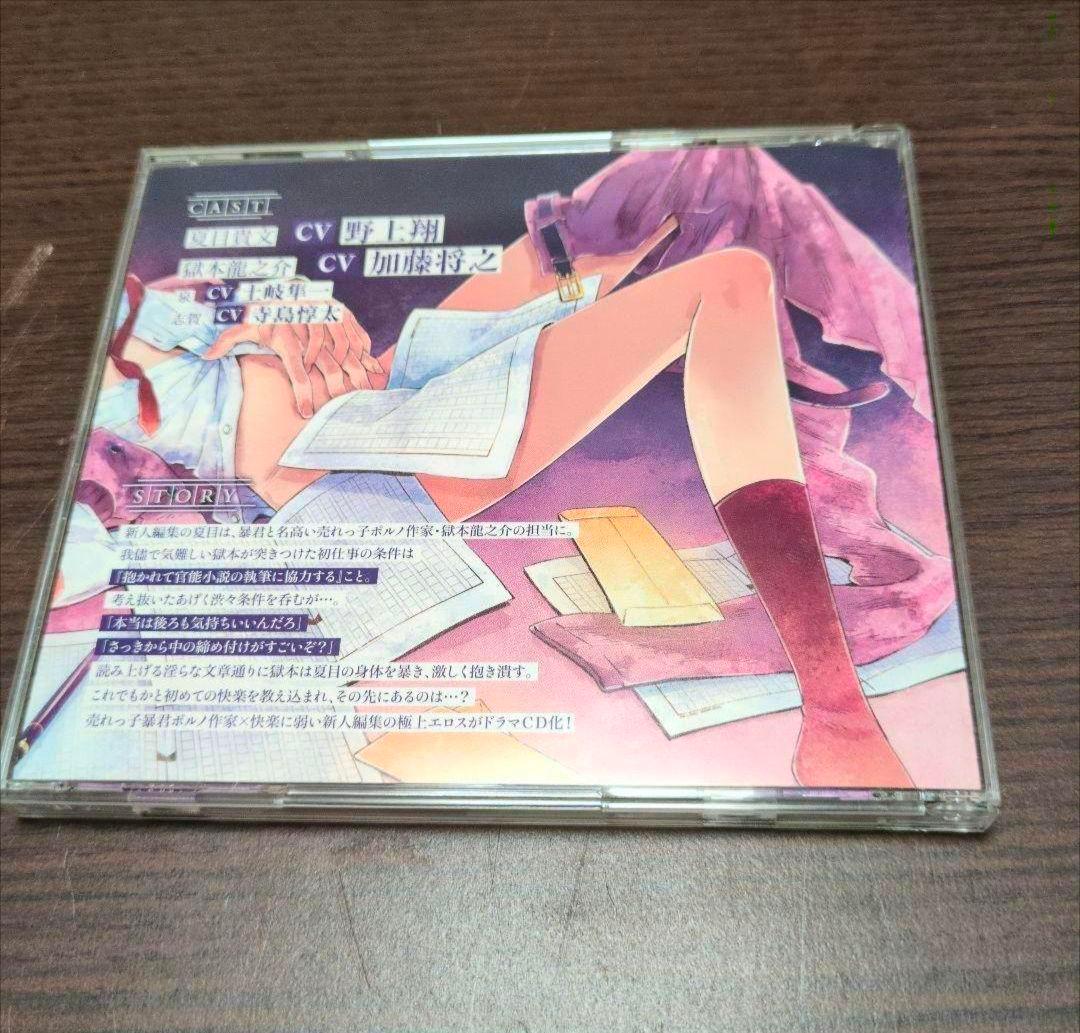 CAST
夏目貴文 CV 野上翔
獄本龍之介 CV 加藤将之
泉 CV 土岐隼一
志賀 CV 寺島惇太
STORY
新人編集の夏目は、暴君と名高い売れっ子ポルノ作家・獄本龍之介の担当に。
我儘で気難しい獄本が突きつけた初仕事の条件は
『抱かれて官能小説の執筆に協力する』こと。
考え抜いたあげく渋々条件を呑むが…。
「本当は後ろも気持ちいいんだろ」
「さっきから中の締め付けがすごいぞ?」
読み上げる淫らな文章通りに獄本は夏目の身体を暴き、激しく抱き潰す。
これでもかと初めての快楽を教え込まれ、その先にあるのは…?
売れっ子暴君ポルノ作家×快楽に弱い新人編集の極上エロスがドラマCD化!